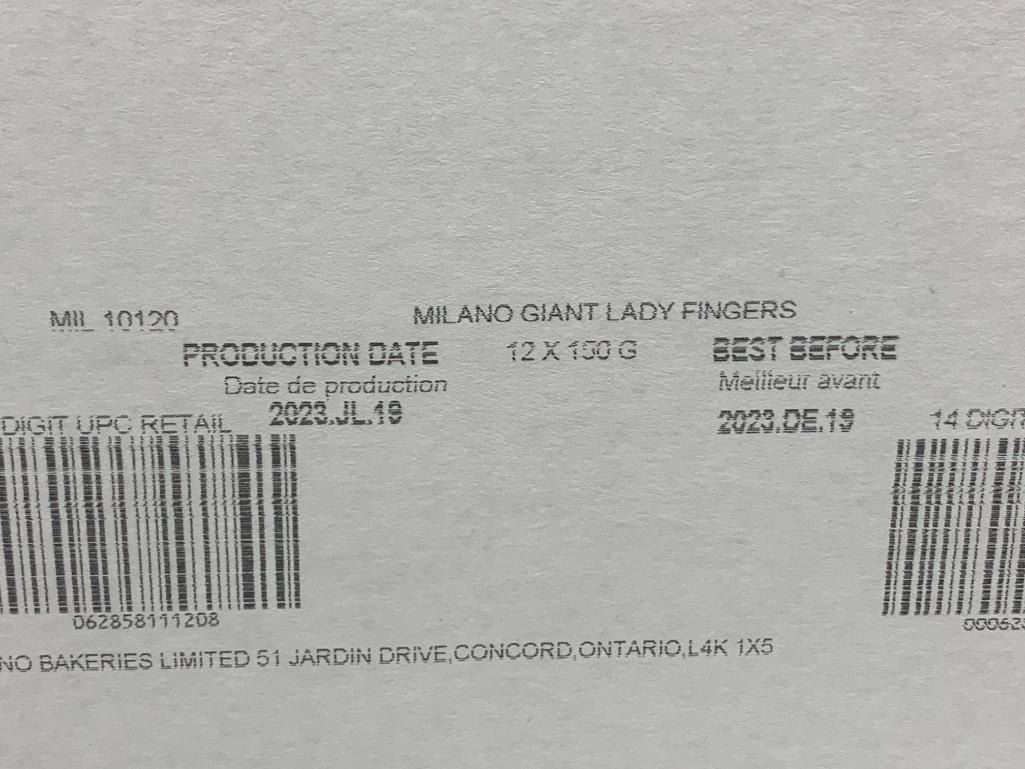 MIL 10120
MILANO GIANT LADY FINGERS
PRODUCTION DATE
12 X 150 G
BEST BEFORE
Date de production
Meilleur avant
2023.JL.19
2023.DE.19
DIGIT UPC RETAIL
14 DIGIT
062858111208
000628
NO BAKERIES LIMITED 51 JARDIN DRIVE,CONCORD,ONTARIO,L4K 1X5